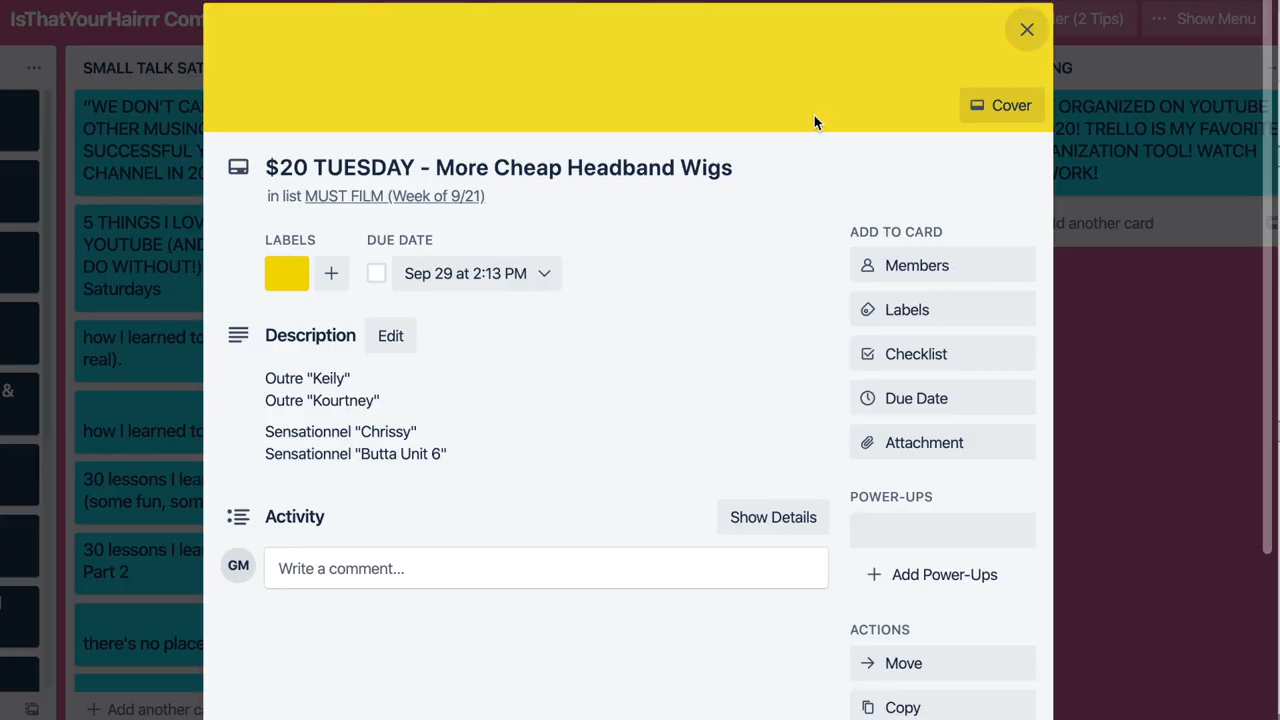 IsThatYourHairrr Con
er (2 Tips)
··· Show Menu
SMALL TALK SAT
"WE DON'T CA
OTHER MUSING
SUCCESSFUL Y
CHANNEL IN 20
5 THINGS I LOV
YOUTUBE (AND
DO WITHOUT!)
Saturdays
how I learned to
real).
how I learned to
30 lessons I lea
(some fun, som
30 lessons I lea
Part 2
there's no place
+ Add another ca
&
Cover
$20 TUESDAY - More Cheap Headband Wigs
in list MUST FILM (Week of 9/21)
LABELS
DUE DATE
+
Sep 29 at 2:13 PM
Description
Edit
Outre "Keily"
Outre "Kourtney"
Sensationnel "Chrissy"
Sensationnel "Butta Unit 6"
Activity
Show Details
GM
Write a comment...
ADD TO CARD
Members
Labels
Checklist
Due Date
Attachment
POWER-UPS
+ Add Power-Ups
ACTIONS
Move
Copy
NG
ORGANIZED ON YOUTUBE
20! TRELLO IS MY FAVORITE
ANIZATION TOOL! WATCH
WORK!
dd another card